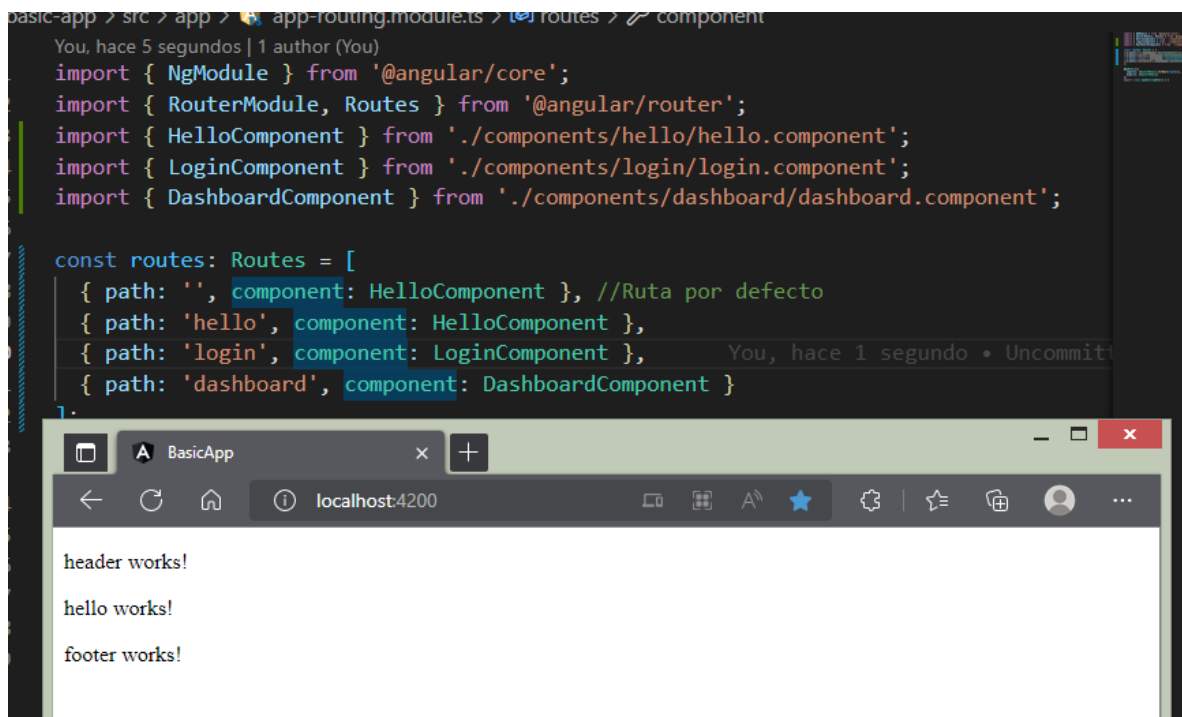 basic-app > src > app > app-routing.module.ts > routes > component
You, hace 5 segundos | 1 author (You)
import { NgModule } from '@angular/core';
import { RouterModule, Routes } from '@angular/router';
import { HelloComponent } from './components/hello/hello.component';
import { LoginComponent } from './components/login/login.component';
import { DashboardComponent } from './components/dashboard/dashboard.component';
const routes: Routes = [
{ path: '', component: HelloComponent }, //Ruta por defecto
{ path: 'hello', component: HelloComponent },
{ path: 'login', component: LoginComponent }, You, hace 1 segundo • Uncommitt
{ path: 'dashboard', component: DashboardComponent }
];
BasicApp
localhost:4200
header works!
hello works!
footer works!